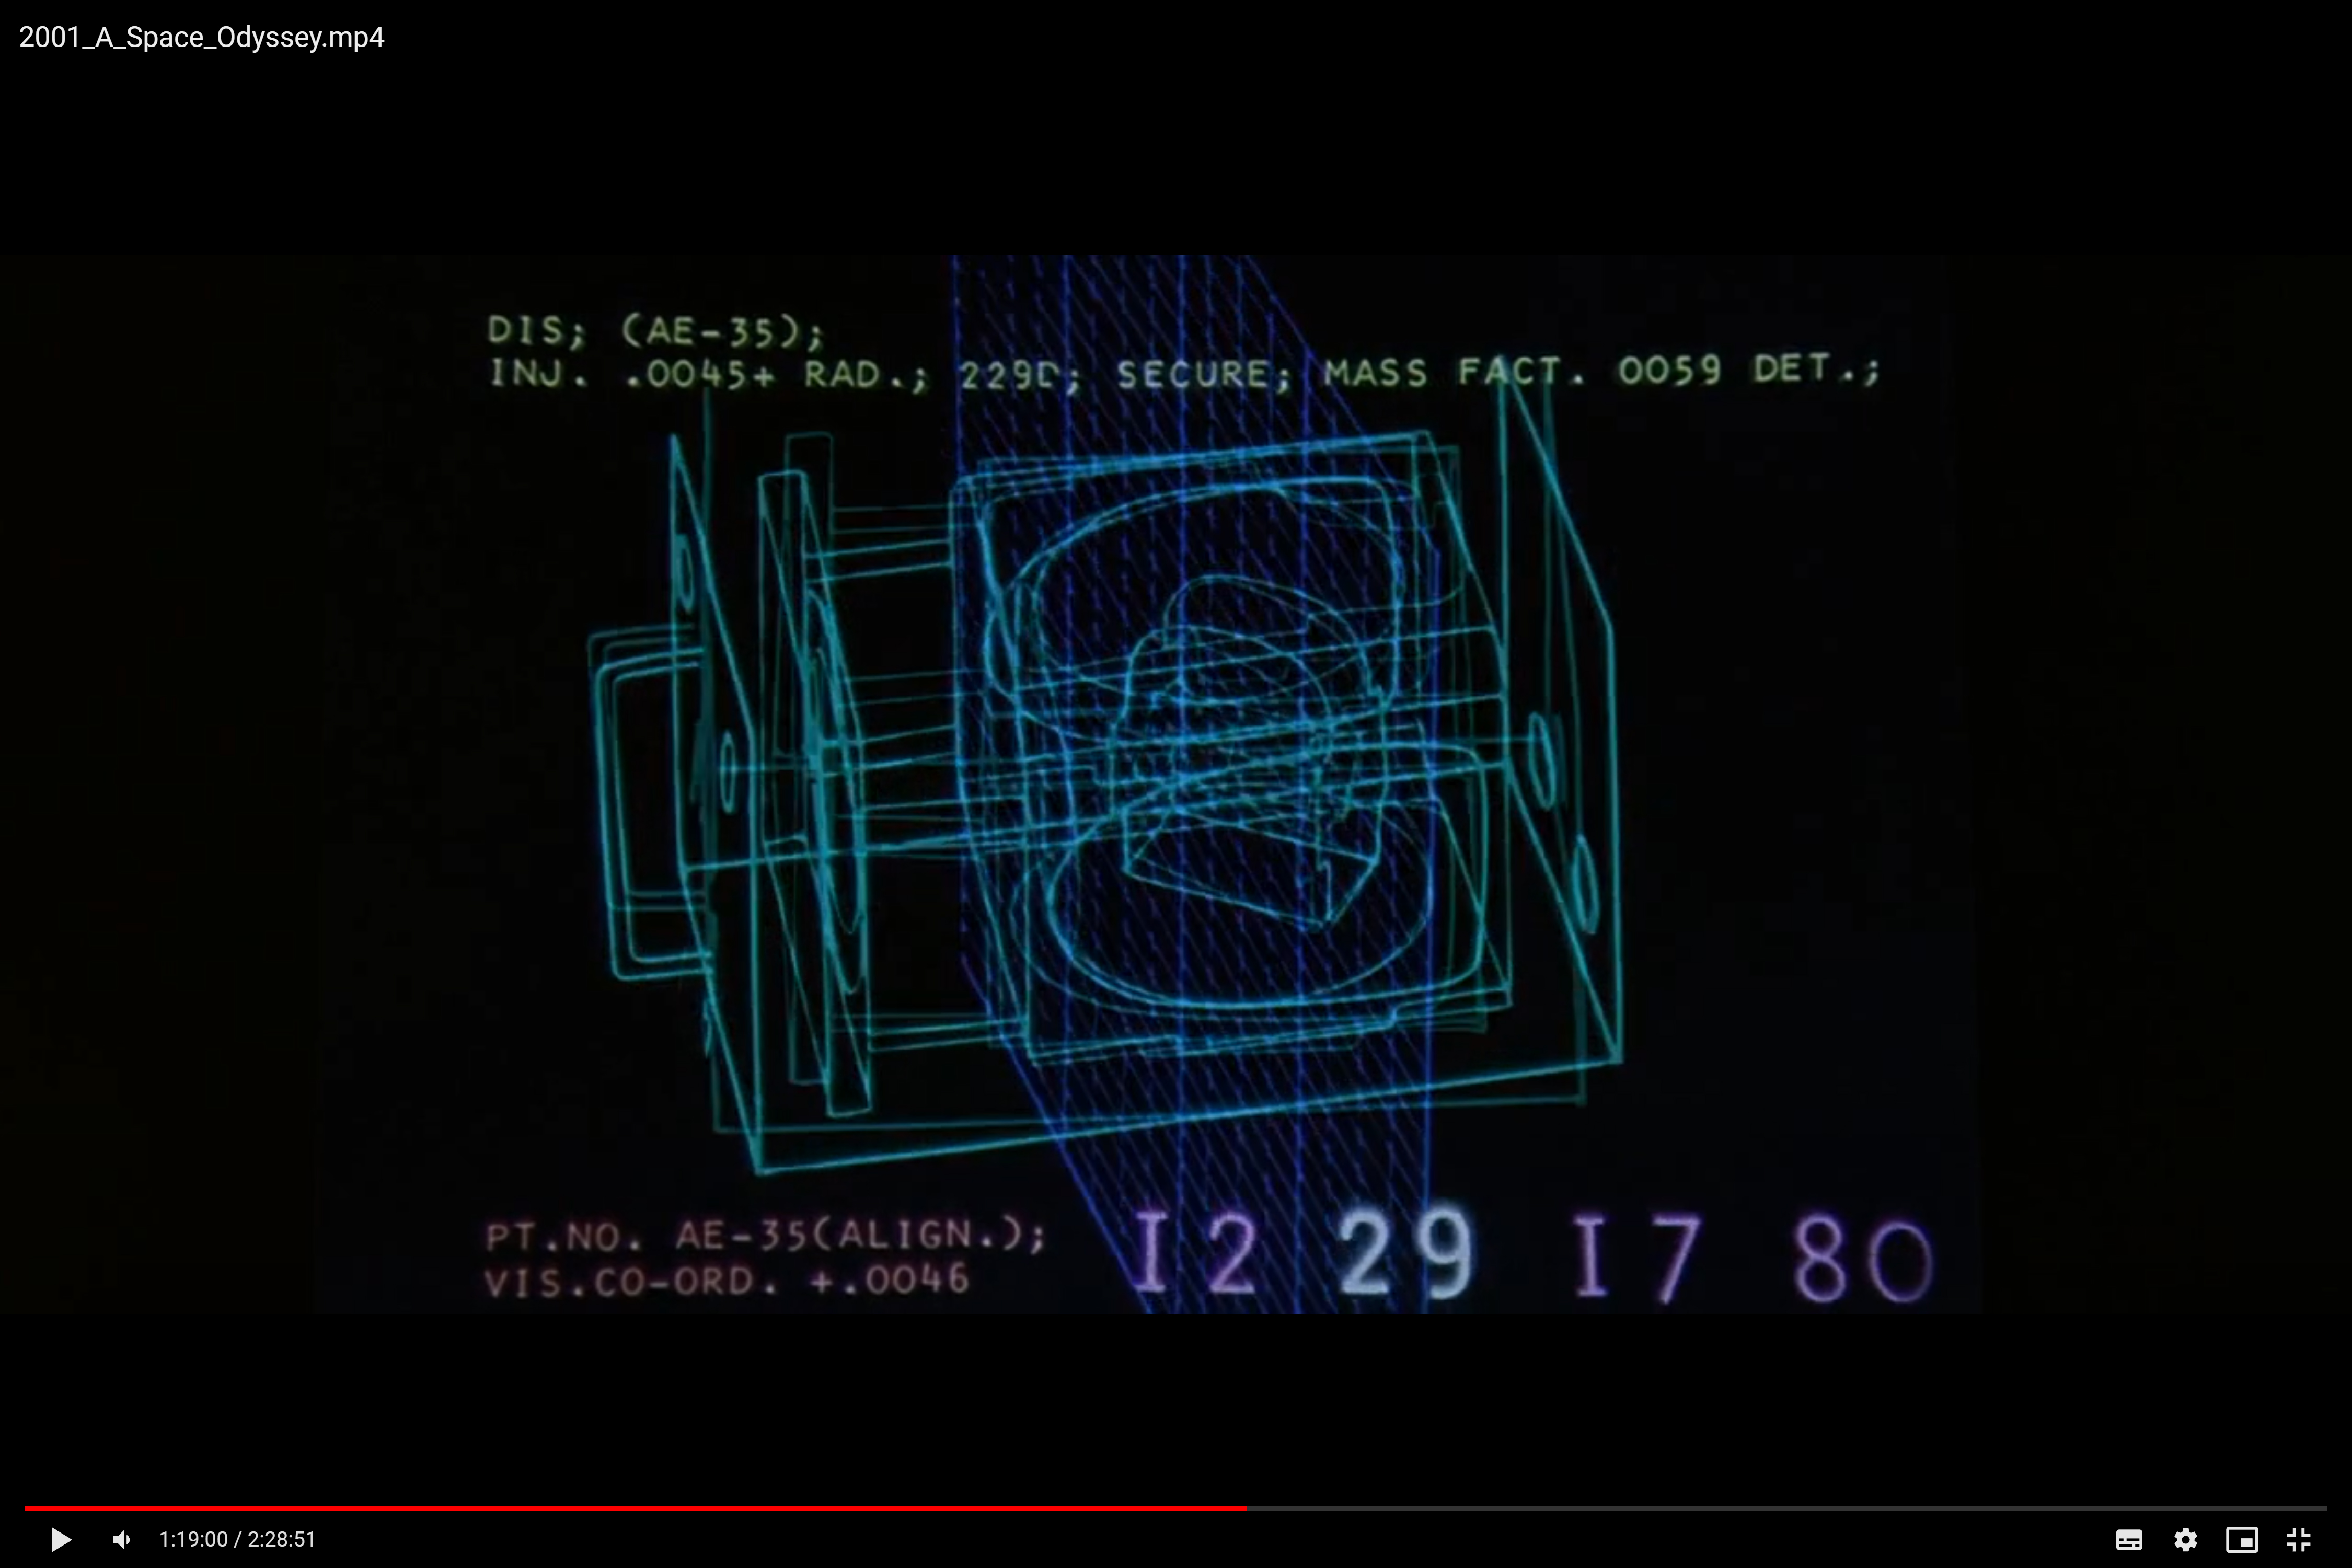 2001_A_Space_Odyssey.mp4
DIS; (AE-35);
INJ. .0045+ RAD.; 229D; SECURE; MASS FACT. 0059 DET.;
PT.NO. AE-35(ALIGN.);
VIS.CO-ORD. +.0046
I2 29 I7 80
1:19:00 / 2:28:51